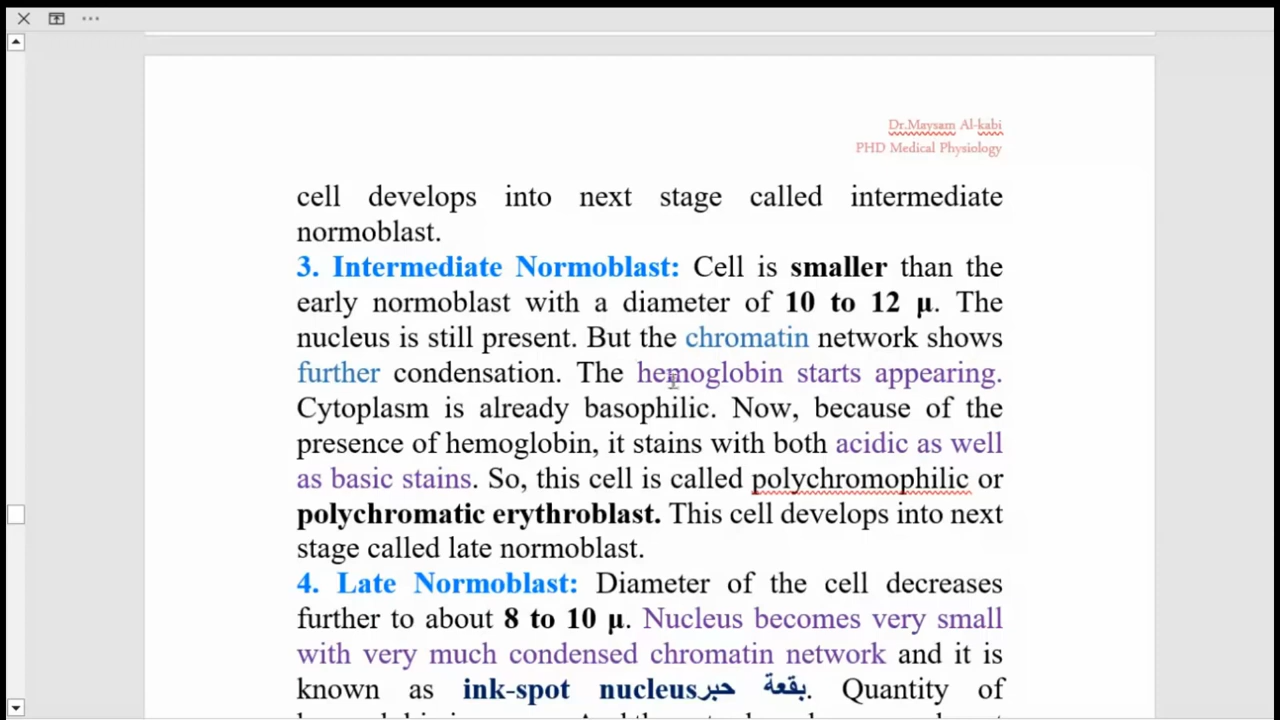 Dr.Maysam Al-kabi
PHD Medical Physiology
cell develops into next stage called intermediate
normoblast.
3. Intermediate Normoblast: Cell is smaller than the
early normoblast with a diameter of 10 to 12 μ. The
nucleus is still present. But the chromatin network shows
further condensation. The hemoglobin starts appearing.
Cytoplasm is already basophilic. Now, because of the
presence of hemoglobin, it stains with both acidic as well
as basic stains. So, this cell is called polychromophilic or
polychromatic erythroblast. This cell develops into next
stage called late normoblast.
4. Late Normoblast: Diameter of the cell decreases
further to about 8 to 10 μ. Nucleus becomes very small
with very much condensed chromatin network and it is
known as ink-spot nucleus بقعة حبر. Quantity of